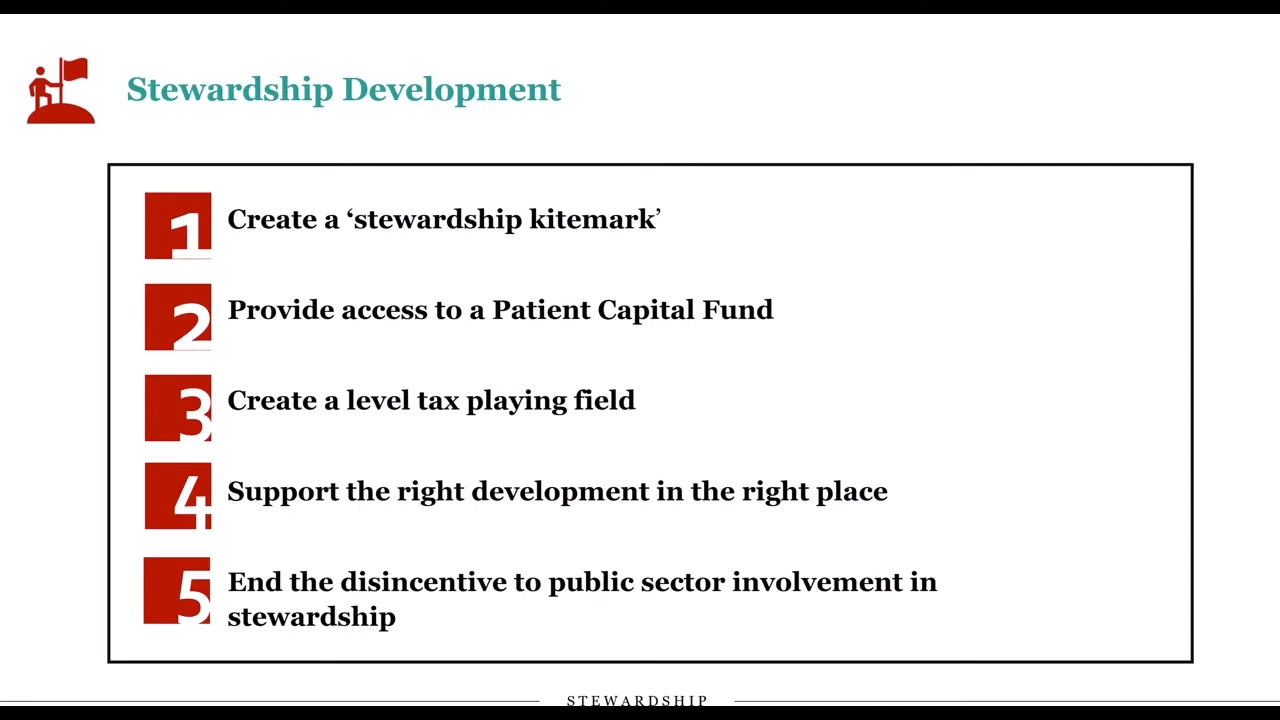 Stewardship Development
1 Create a ‘stewardship kitemark’
2 Provide access to a Patient Capital Fund
3 Create a level tax playing field
4 Support the right development in the right place
5 End the disincentive to public sector involvement in
stewardship
STEWARDSHIP